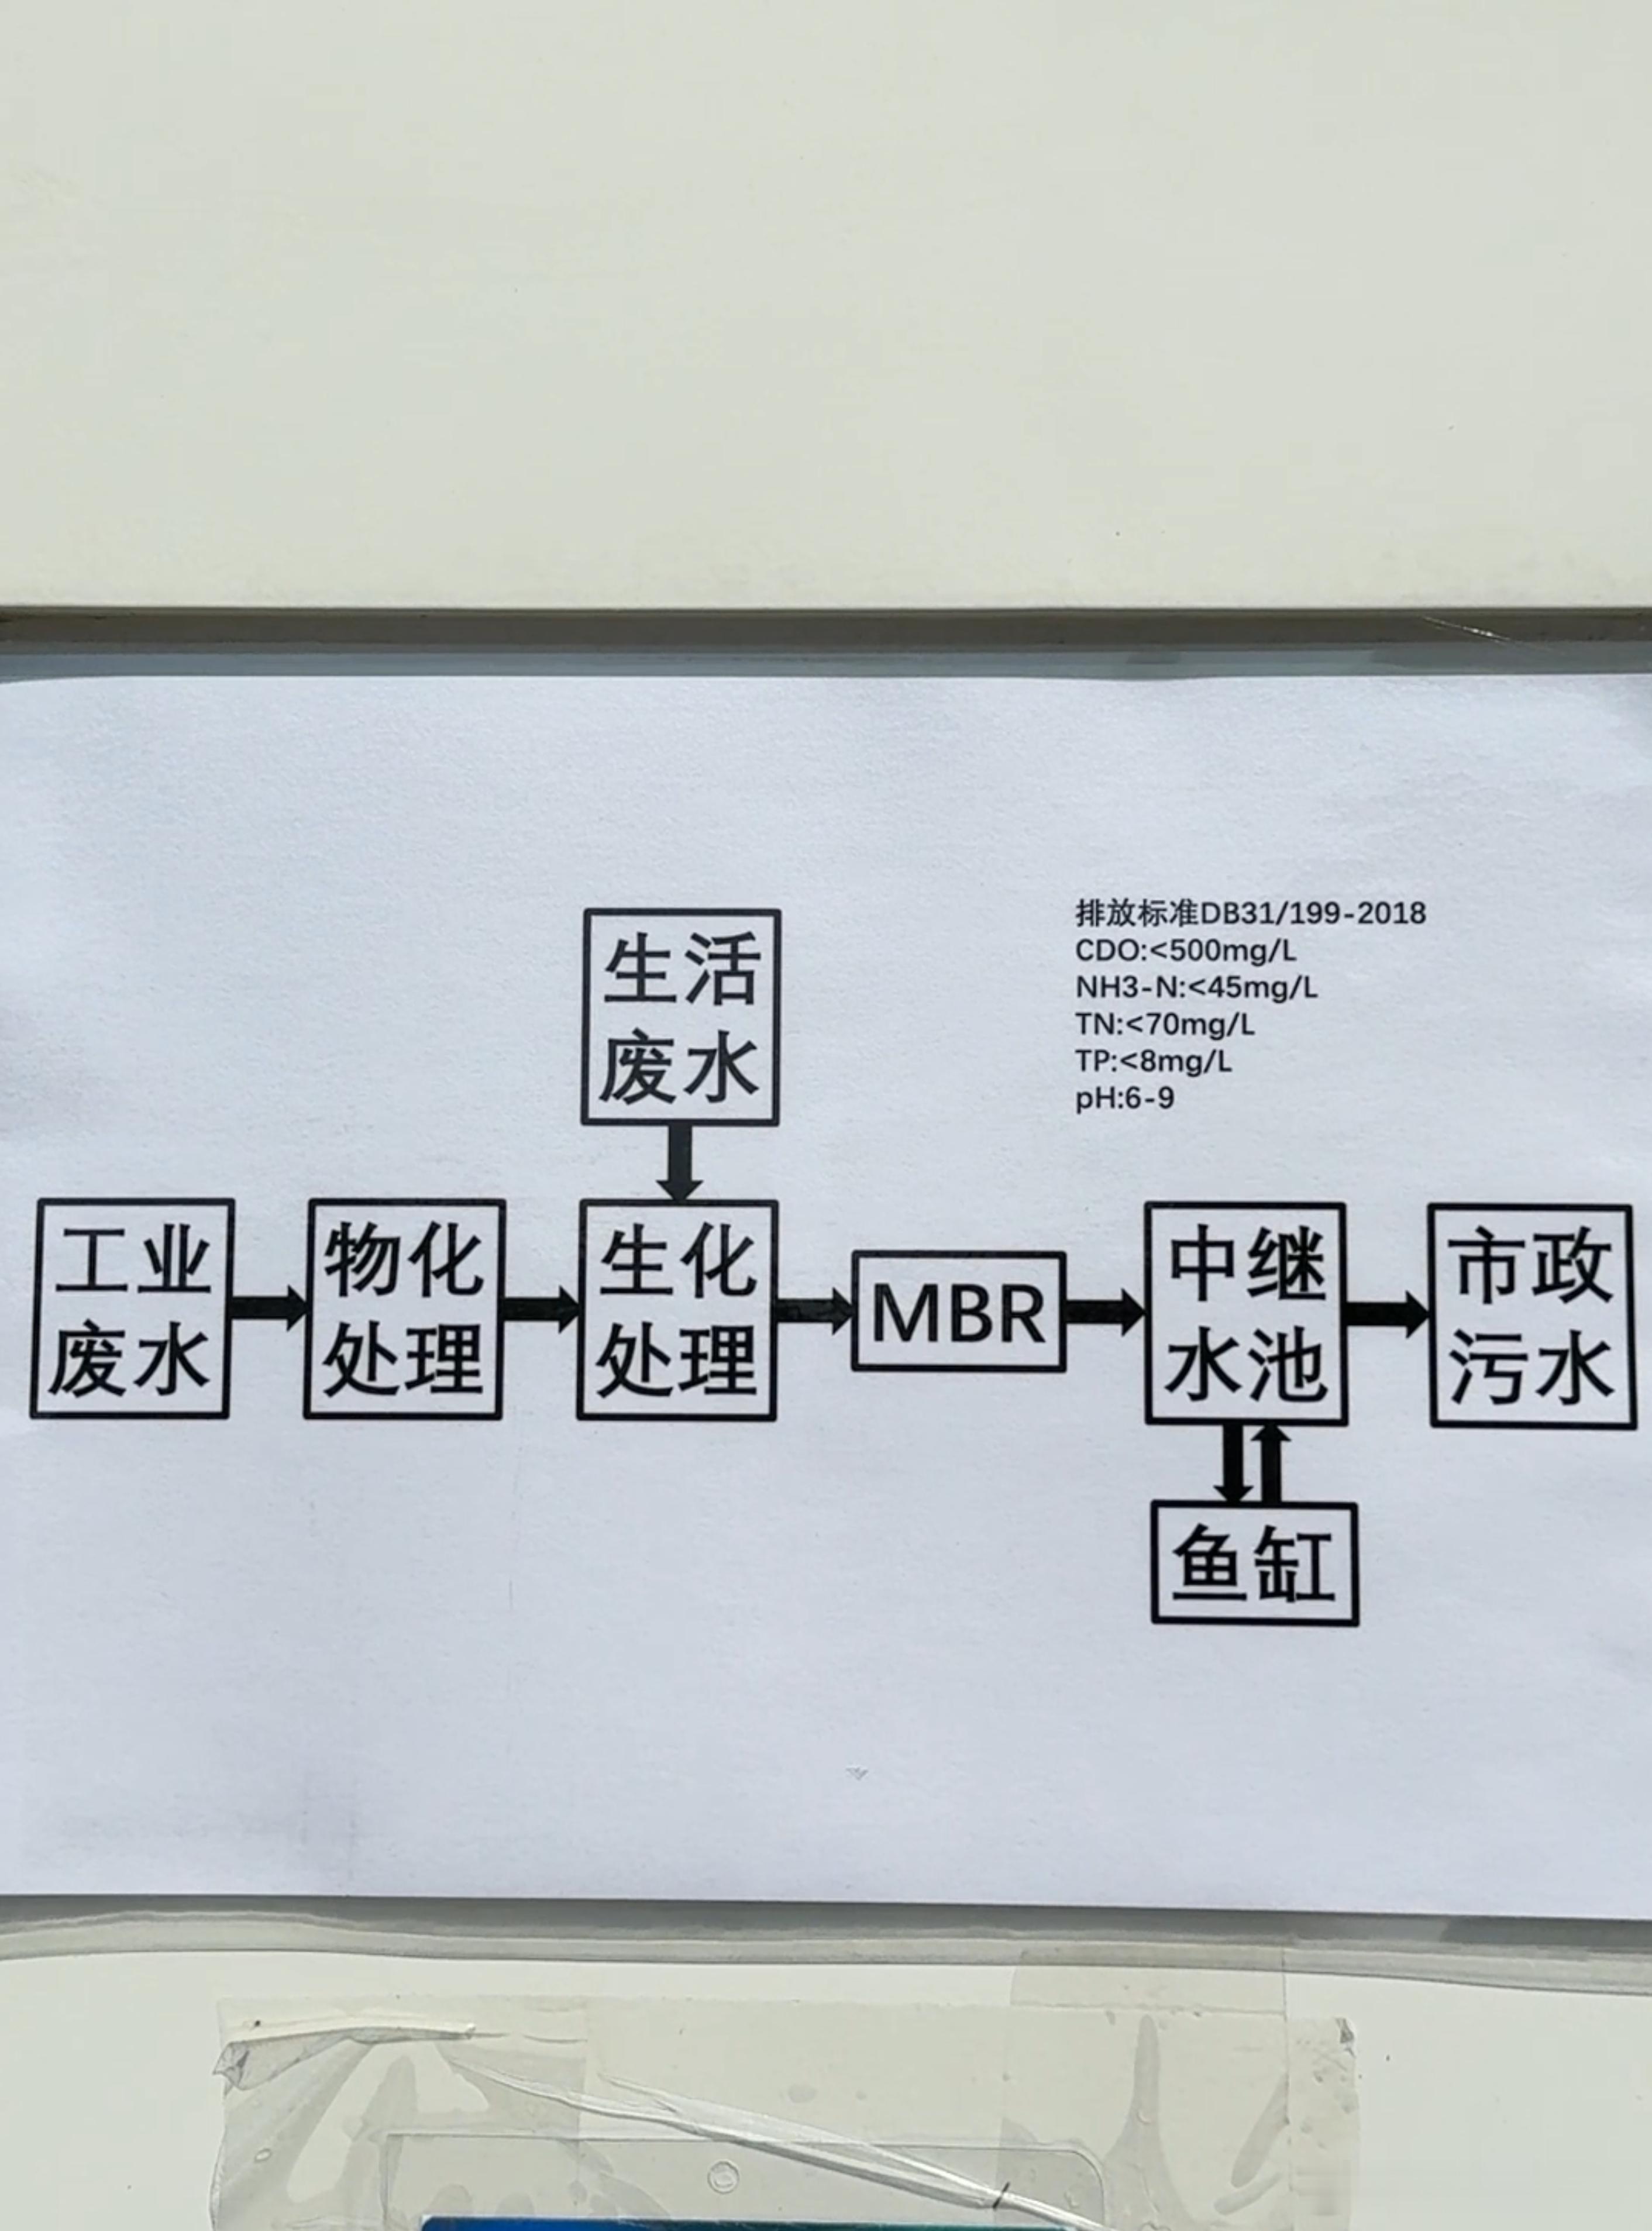 生活
废水
排放标准DB31/199-2018
CDO:<500mg/L
NH3-N:<45mg/L
TN:<70mg/L
TP:<8mg/L
pH:6-9
工业
废水
物化
处理
生化
处理
MBR
中继
水池
市政
污水
鱼缸